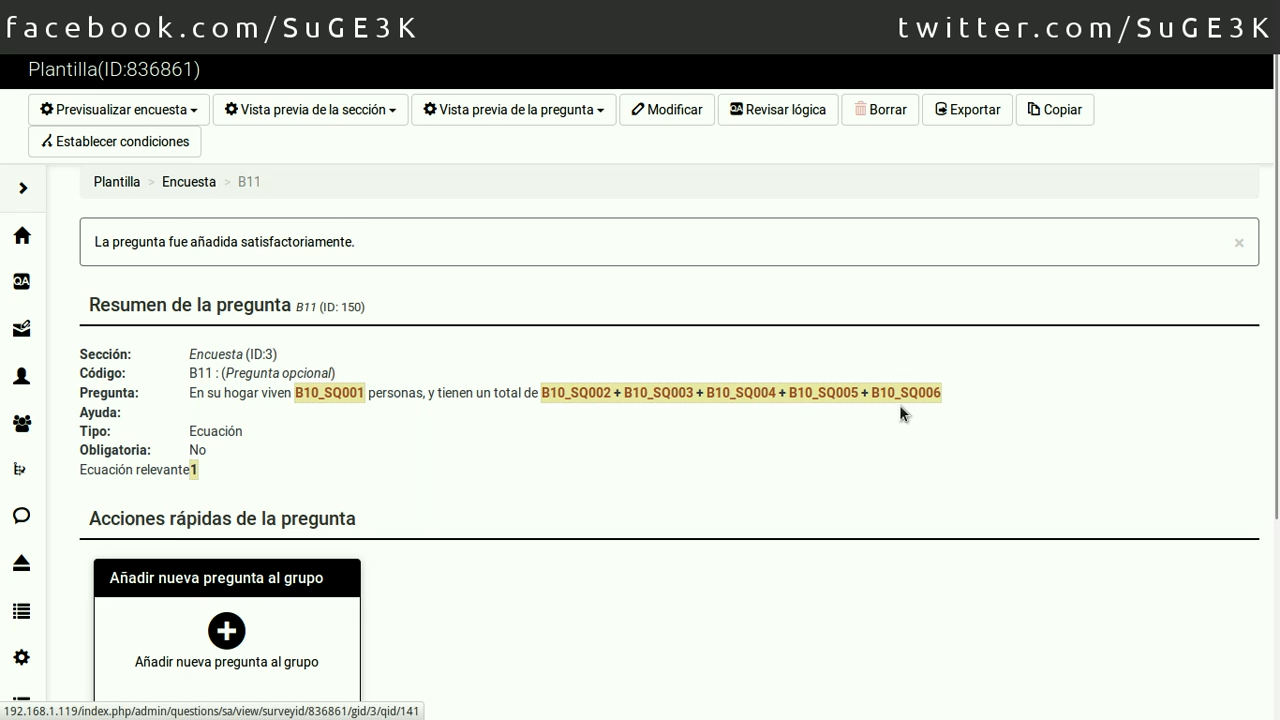 facebook.com/SuGE3K
twitter.com/SuGE3K
Plantilla(ID:836861)
Previsualizar encuesta
Vista previa de la sección
Vista previa de la pregunta
Modificar
Revisar lógica
Borrar
Exportar
Copiar
Establecer condiciones
Plantilla > Encuesta > B11
La pregunta fue añadida satisfactoriamente. ×
QA
Resumen de la pregunta B11 (ID: 150)
Sección: Encuesta (ID:3)
Código: B11 : (Pregunta opcional)
Pregunta: En su hogar viven B10_SQ001 personas, y tienen un total de B10_SQ002 + B10_SQ003 + B10_SQ004 + B10_SQ005 + B10_SQ006
Ayuda:
Tipo: Ecuación
Obligatoria: No
Ecuación relevante1
Acciones rápidas de la pregunta
Añadir nueva pregunta al grupo
Añadir nueva pregunta al grupo
192.168.1.119/index.php/admin/questions/sa/view/surveyid/836861/gid/3/qid/141